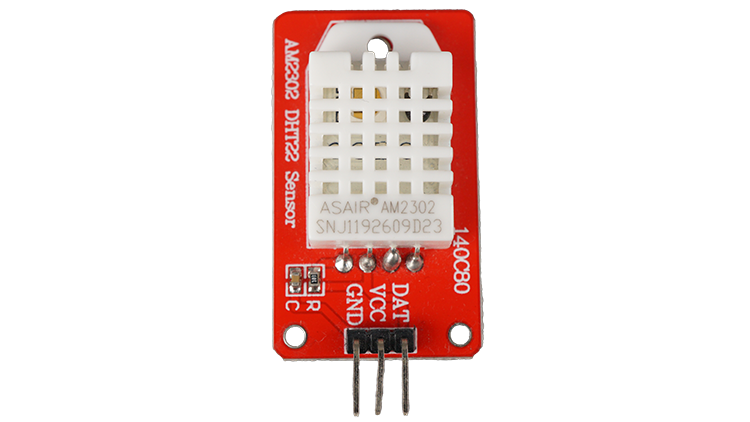 AM2302 DHT22 Sensor
ASAIR® AM2302
SNJ1192609D23
140C80
C R
GND VCC DAT